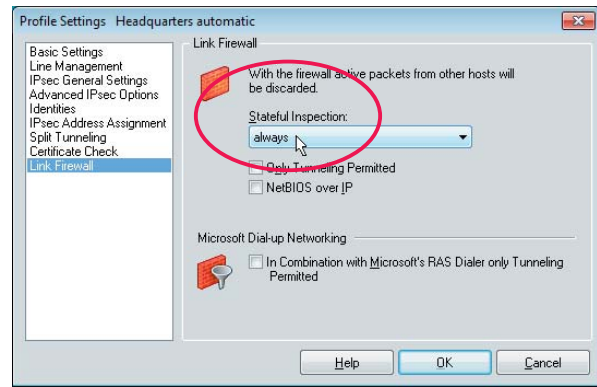 Profile Settings Headquarters automatic
Basic Settings
Line Management
IPsec General Settings
Advanced IPsec Options
Identities
IPsec Address Assignment
Split Tunneling
Certificate Check
Link Firewall
Link Firewall
With the firewall active packets from other hosts will
be discarded.
Stateful Inspection:
always
Only Tunneling Permitted
NetBIOS over IP
Microsoft Dial-up Networking
In Combination with Microsoft's RAS Dialer only Tunneling
Permitted
Help
OK
Cancel